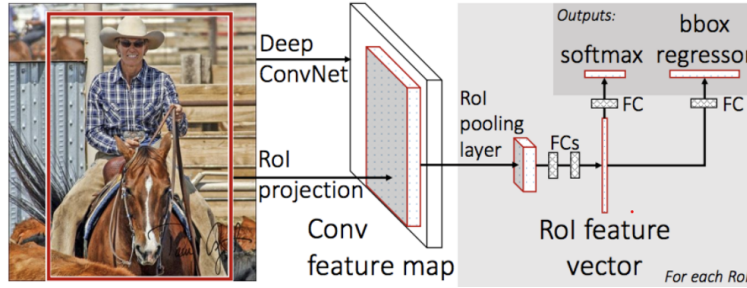 Outputs:
softmax
bbox
regressor
Deep
ConvNet
RoI
projection
Conv
feature map
RoI
pooling
layer
FCs
FC
FC
RoI feature
vector
For each RoI